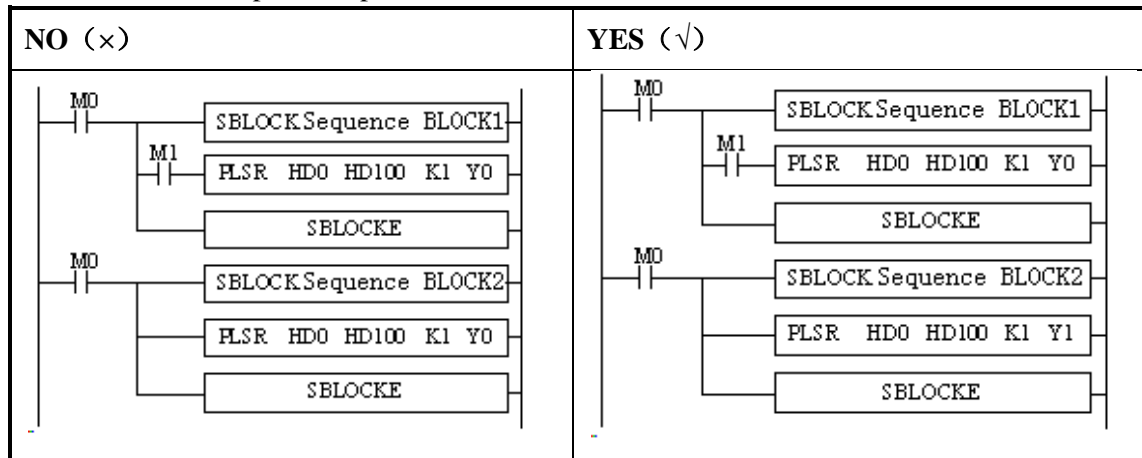 NO（×）
YES（√）
M0
SBLOCK Sequence BLOCK1
M1
PLSR HD0 HD100 K1 Y0
SBLOCKE
M0
SBLOCK Sequence BLOCK2
PLSR HD0 HD100 K1 Y0
SBLOCKE
M0
SBLOCK Sequence BLOCK1
M1
PLSR HD0 HD100 K1 Y0
SBLOCKE
M0
SBLOCK Sequence BLOCK2
PLSR HD0 HD100 K1 Y1
SBLOCKE